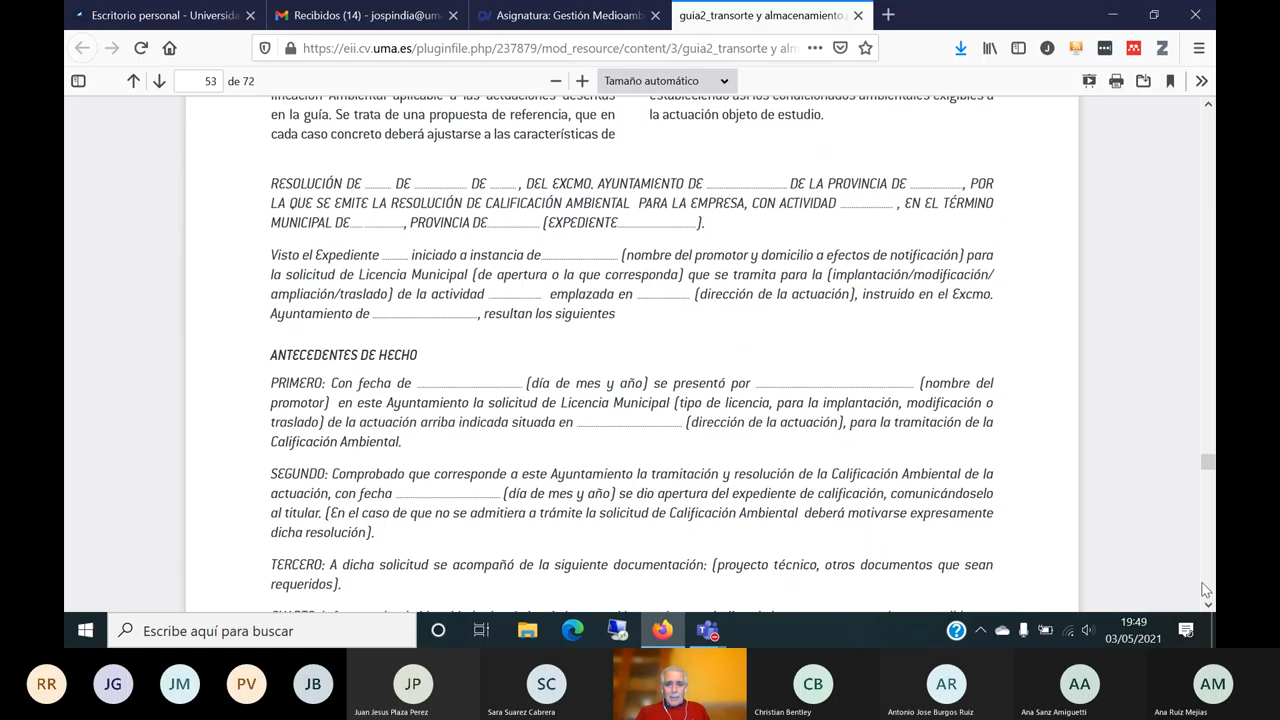 Escritorio personal - Universida
Recibidos (14) - jospindia@uma
Asignatura: Gestión Medioamb
guia2_transorte y almacenamiento.
https://eii.cv.uma.es/pluginfile.php/237879/mod_resource/content/3/guia2_transorte y alm
53 de 72
Tamaño automático
en la guía. Se trata de una propuesta de referencia, que en
cada caso concreto deberá ajustarse a las características de
estableciendo así los condicionados ambientales exigibles a
la actuación objeto de estudio.
RESOLUCIÓN DE ........ DE ................ DE ........, DEL EXCMO. AYUNTAMIENTO DE ........................ DE LA PROVINCIA DE ................, POR
LA QUE SE EMITE LA RESOLUCIÓN DE CALIFICACIÓN AMBIENTAL PARA LA EMPRESA, CON ACTIVIDAD ................ , EN EL TÉRMINO
MUNICIPAL DE.... ............, PROVINCIA DE................ (EXPEDIENTE........................).
Visto el Expediente ........ iniciado a instancia de........................ (nombre del promotor y domicilio a efectos de notificación) para
la solicitud de Licencia Municipal (de apertura o la que corresponda) que se tramita para la (implantación/modificación/
ampliación/traslado) de la actividad ................ emplazada en ................ (dirección de la actuación), instruido en el Excmo.
Ayuntamiento de ................................, resultan los siguientes
ANTECEDENTES DE HECHO
PRIMERO: Con fecha de ................................ (día de mes y año) se presentó por ................................................ (nombre del
promotor) en este Ayuntamiento la solicitud de Licencia Municipal (tipo de licencia, para la implantación, modificación o
traslado) de la actuación arriba indicada situada en ................................ (dirección de la actuación), para la tramitación de la
Calificación Ambiental.
SEGUNDO: Comprobado que corresponde a este Ayuntamiento la tramitación y resolución de la Calificación Ambiental de la
actuación, con fecha ................................ (día de mes y año) se dio apertura del expediente de calificación, comunicándoselo
al titular. (En el caso de que no se admitiera a trámite la solicitud de Calificación Ambiental deberá motivarse expresamente
dicha resolución).
TERCERO: A dicha solicitud se acompañó de la siguiente documentación: (proyecto técnico, otros documentos que sean
requeridos).
Escribe aquí para buscar
19:49
03/05/2021
RR
JG
JM
PV
JB
JP
Juan Jesus Plaza Perez
SC
Sara Suarez Cabrera
CB
Christian Bentley
AR
Antonio Jose Burgos Ruiz
AA
Ana Sanz Amiguetti
AM
Ana Ruiz Mejias